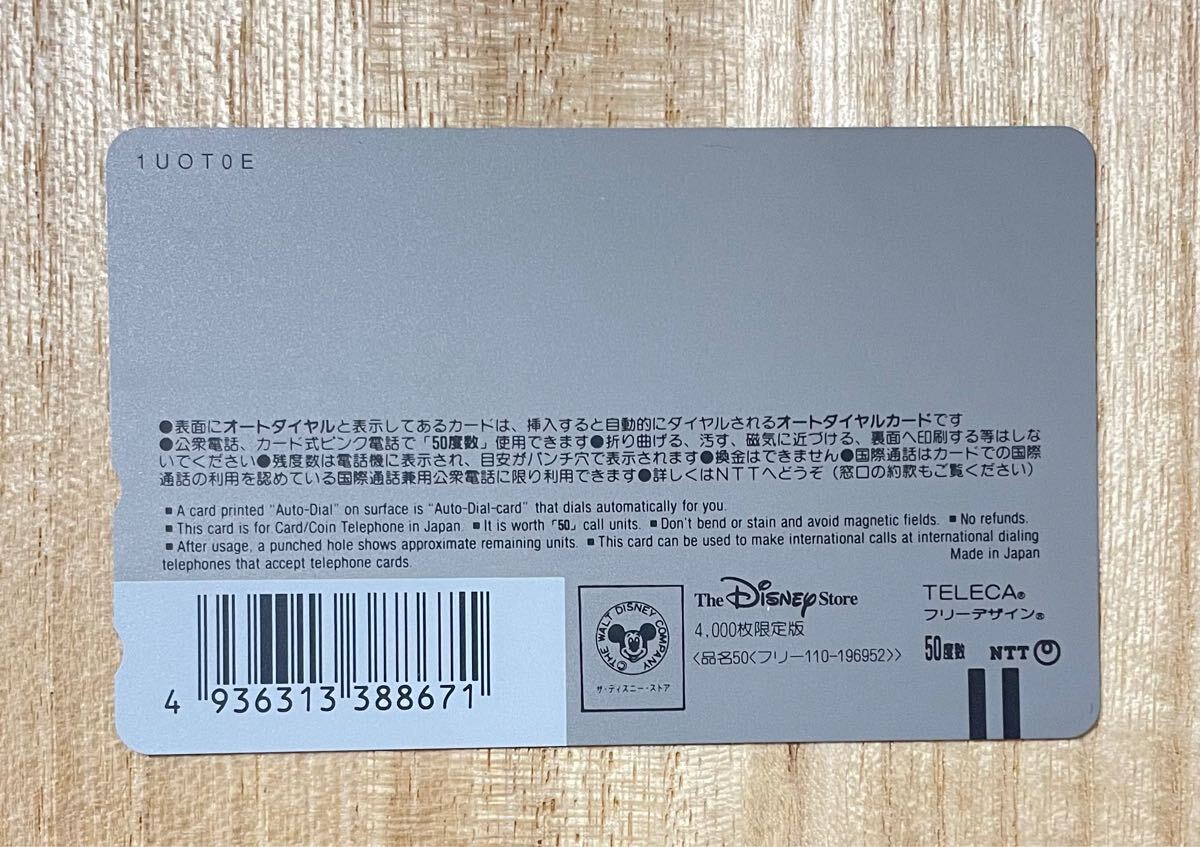 1UOT0E
●表面にオートダイヤルと表示してあるカードは、挿入すると自動的にダイヤルされるオートダイヤルカードです
●公衆電話、カード式ピンク電話で「50度数」使用できます●折り曲げる、汚す、磁気に近づける、裏面へ印刷する等はしな
いでください●残度数は電話機に表示され、目安がパンチ穴で表示されます●換金はできません●国際通話はカードでの国際
通話の利用を認めている国際通話兼用公衆電話に限り利用できます●詳しくはNTTへどうぞ（窓口の約款もご覧ください）
■ A card printed "Auto-Dial" on surface is "Auto-Dial-card" that dials automatically for you.
■ This card is for Card/Coin Telephone in Japan. ■ It is worth 「50」 call units. ■ Don't bend or stain and avoid magnetic fields. ■ No refunds.
■ After usage, a punched hole shows approximate remaining units. ■ This card can be used to make international calls at international dialing
telephones that accept telephone cards.
Made in Japan
4 936313 388671
©THE WALT DISNEY COMPANY
ザ・ディズニー・ストア
The Disney Store
4,000枚限定版
〈品名50〈フリー110-196952〉〉
TELECA®
フリーデザイン®
50度数 NTT